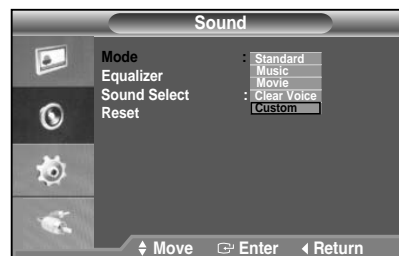 Sound
Mode : Standard
Music
Movie
Equalizer
Sound Select : Clear Voice
Custom
Reset
Move Enter Return